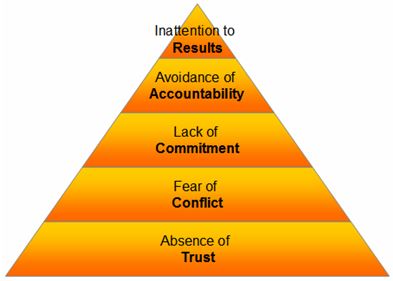 Inattention to
Results
Avoidance of
Accountability
Lack of
Commitment
Fear of
Conflict
Absence of
Trust